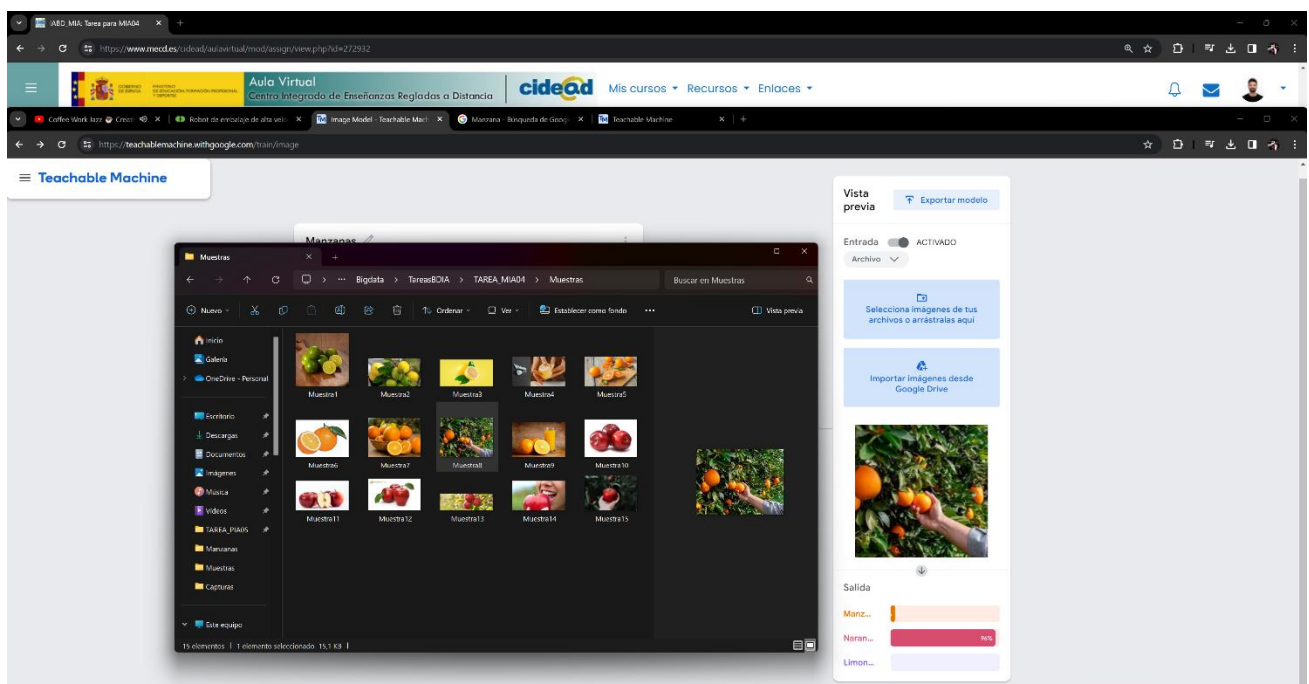 IABD_MIA: Tarea para MIA04
https://www.mecd.es/cidead/aulavirtual/mod/assign/view.php?id=272932
GOBIERNO DE ESPAÑA
Aula Virtual
Centro Integrado de Enseñanzas Regladas a Distancia
cidead
Mis cursos Recursos Enlaces
Coffee Work Jazz
Robot de embalaje de alta velo
Image Model - Teachable Mach
Manzana - Búsqueda de Googl
Teachable Machine
https://teachablemachine.withgoogle.com/train/image
Teachable Machine
Manzanas
Muestras
Bigdata > TareasBDIA > TAREA_MIA04 > Muestras
Buscar en Muestras
Nuevo
Ordenar
Ver
Establecer como fondo
Vista previa
Inicio
Galería
OneDrive - Personal
Escritorio
Descargas
Documentos
Imágenes
Música
Vídeos
TAREA_PIA05
Manzanas
Muestras
Capturas
Este equipo
Muestra1 Muestra2 Muestra3 Muestra4 Muestra5
Muestra6 Muestra7 Muestra8 Muestra9 Muestra10
Muestra11 Muestra12 Muestra13 Muestra14 Muestra15
15 elementos 1 elemento seleccionado 15,1 KB
Vista
previa
Exportar modelo
Entrada ACTIVADO
Archivo
Selecciona imágenes de tus
archivos o arrástralas aquí
Importar imágenes desde
Google Drive
Salida
Manz...
Naran... 96%
Limon...